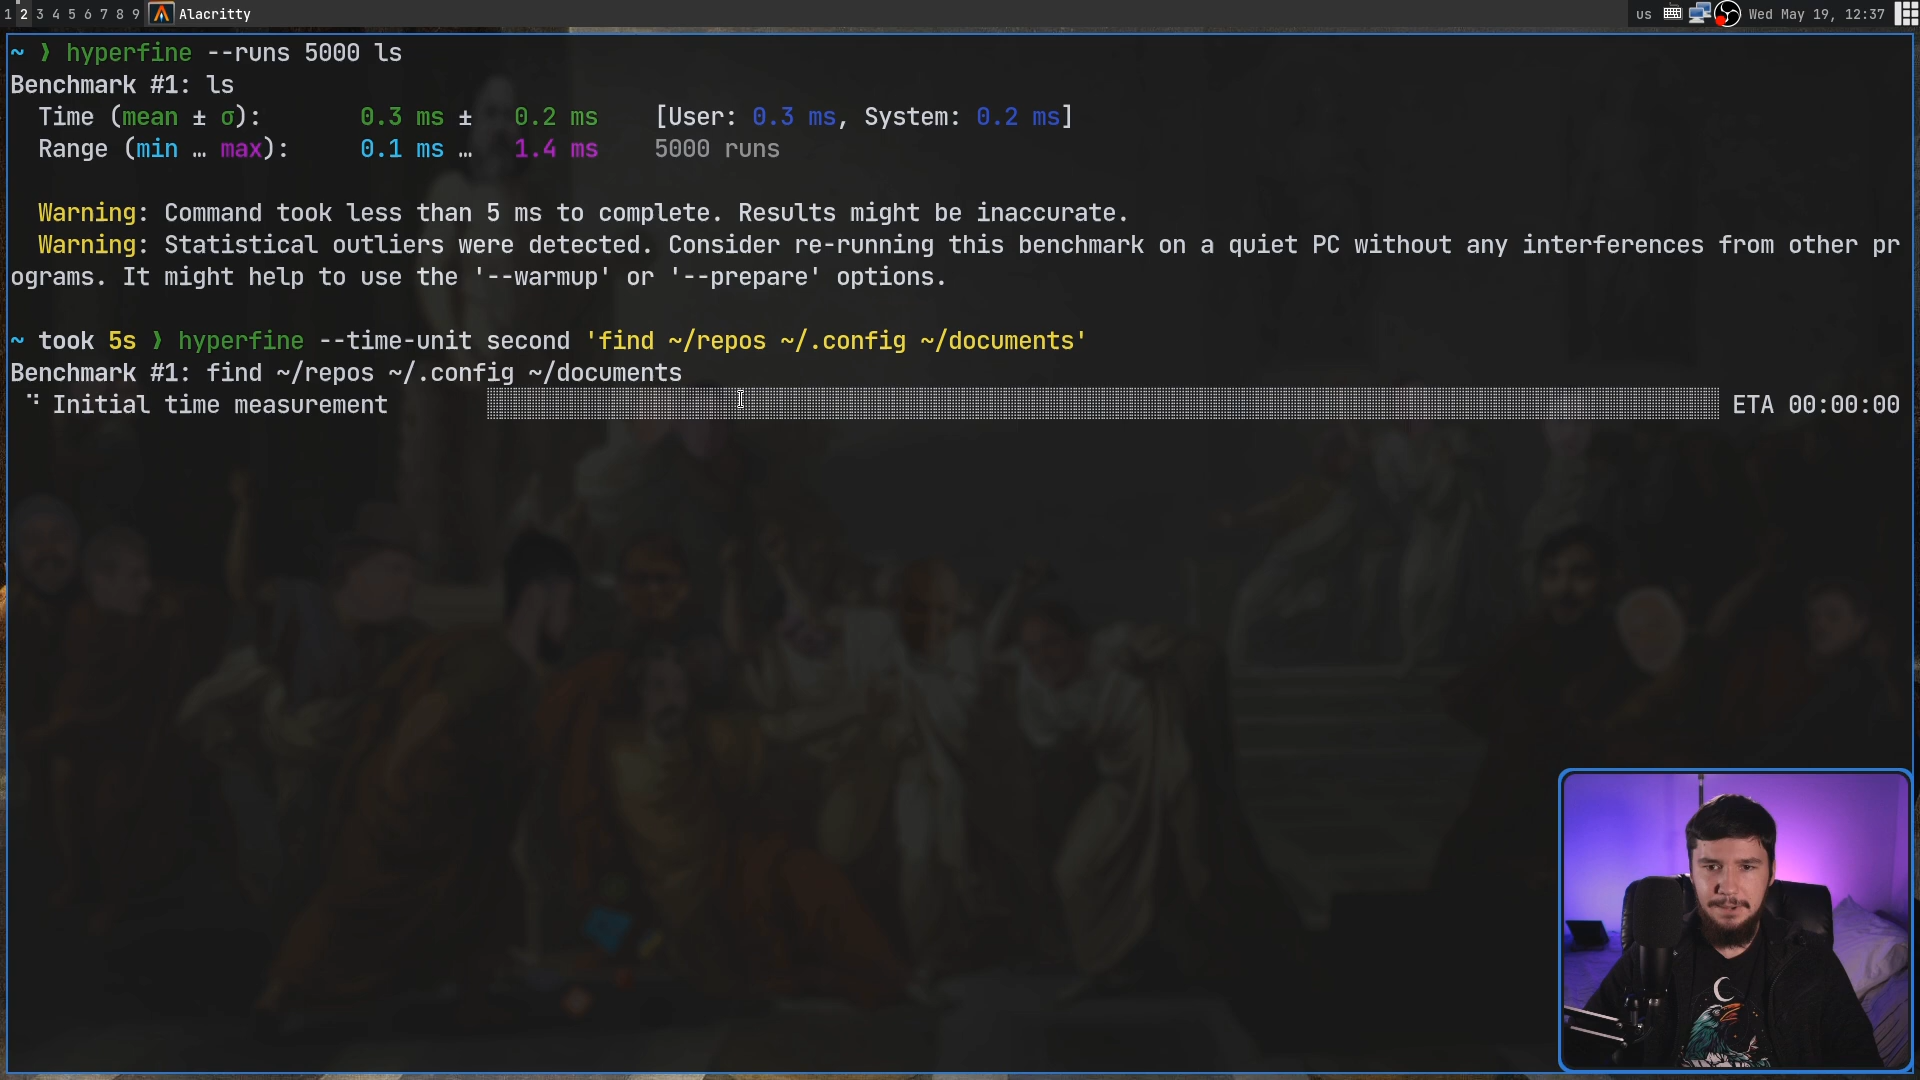 1 2 3 4 5 6 7 8 9 Alacritty us Wed May 19, 12:37
~ ❯ hyperfine --runs 5000 ls
Benchmark #1: ls
Time (mean ± σ): 0.3 ms ± 0.2 ms [User: 0.3 ms, System: 0.2 ms]
Range (min … max): 0.1 ms … 1.4 ms 5000 runs
Warning: Command took less than 5 ms to complete. Results might be inaccurate.
Warning: Statistical outliers were detected. Consider re-running this benchmark on a quiet PC without any interferences from other pr
ograms. It might help to use the '--warmup' or '--prepare' options.
~ took 5s ❯ hyperfine --time-unit second 'find ~/repos ~/.config ~/documents'
Benchmark #1: find ~/repos ~/.config ~/documents
Initial time measurement ETA 00:00:00